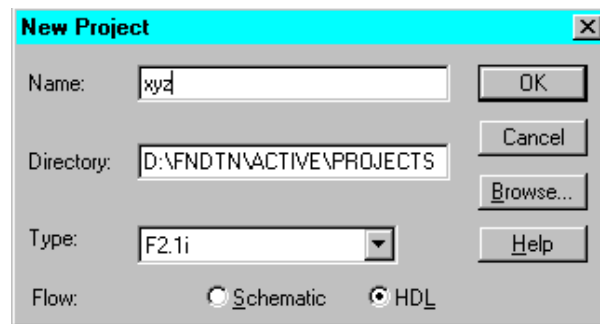 New Project
Name: xyz OK
Cancel
Directory: D:\FNDTN\ACTIVE\PROJECTS
Browse...
Type: F2.1i Help
Flow: Schematic HDL